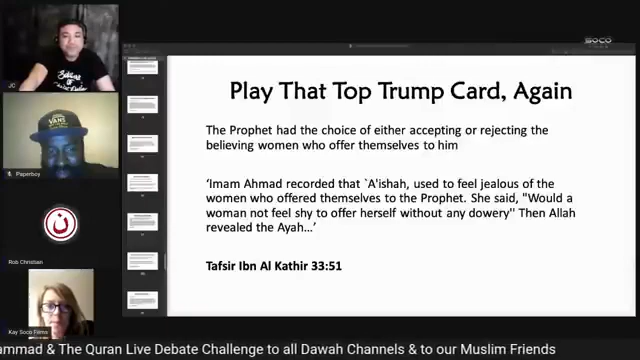 SOCO
JC
VANS
Paperboy
Rob Christian
Kay Soco Films
Play That Top Trump Card, Again
The Prophet had the choice of either accepting or rejecting the
believing women who offer themselves to him
‘Imam Ahmad recorded that `A'ishah, used to feel jealous of the
women who offered themselves to the Prophet. She said, "Would a
woman not feel shy to offer herself without any dowery'' Then Allah
revealed the Ayah…’
Tafsir Ibn Al Kathir 33:51
ammad & The Quran Live Debate Challenge to all Dawah Channels & to our Muslim Friends